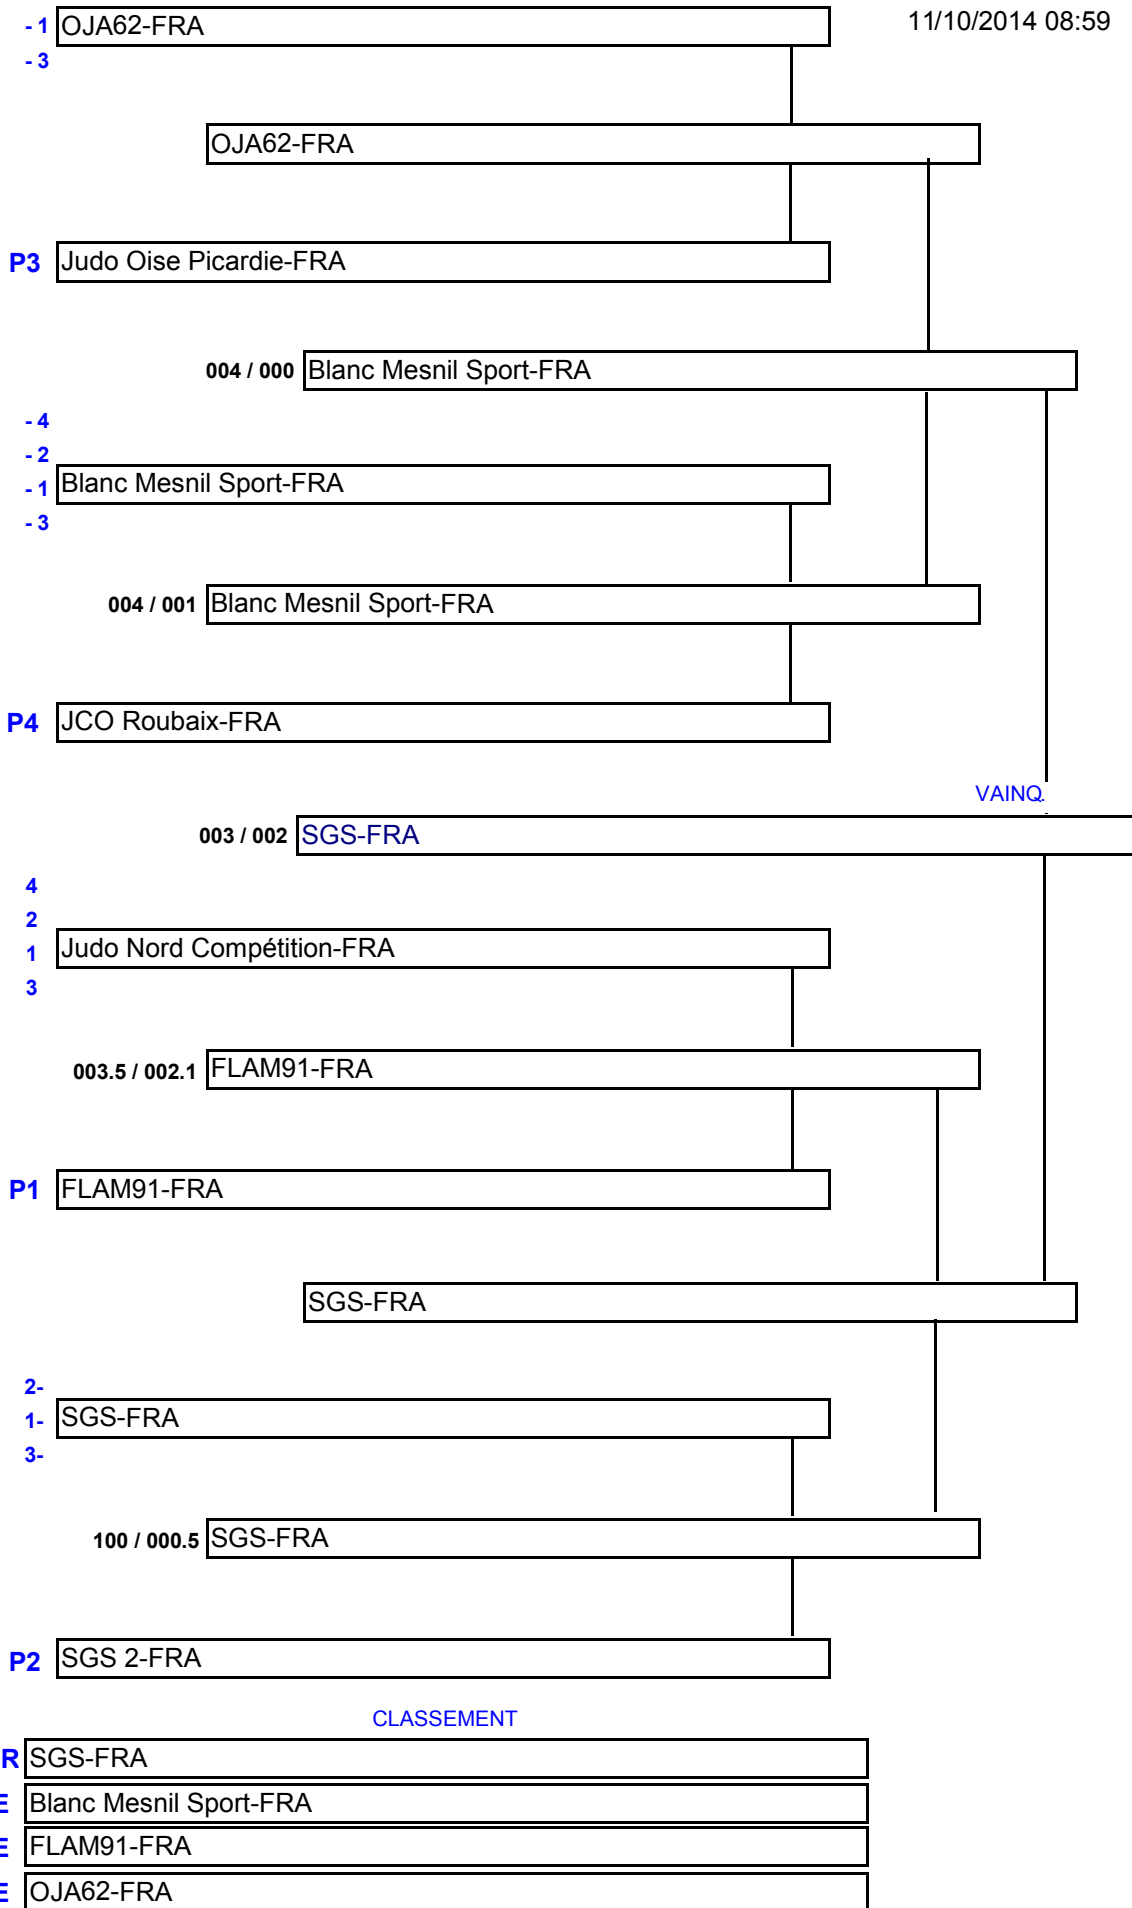 - 1 OJA62-FRA 11/10/2014 08:59
- 3
OJA62-FRA
P3 Judo Oise Picardie-FRA
004 / 000 Blanc Mesnil Sport-FRA
- 4
- 2
- 1 Blanc Mesnil Sport-FRA
- 3
004 / 001 Blanc Mesnil Sport-FRA
P4 JCO Roubaix-FRA
VAINQ.
003 / 002 SGS-FRA
4
2
1 Judo Nord Compétition-FRA
3
003.5 / 002.1 FLAM91-FRA
P1 FLAM91-FRA
SGS-FRA
2-
1- SGS-FRA
3-
100 / 000.5 SGS-FRA
P2 SGS 2-FRA
CLASSEMENT
R SGS-FRA
E Blanc Mesnil Sport-FRA
E FLAM91-FRA
E OJA62-FRA